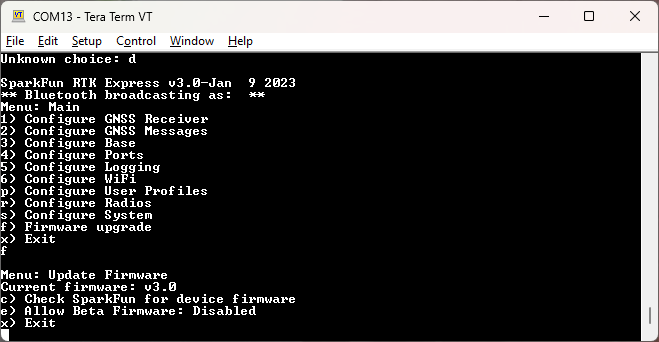 COM13 - Tera Term VT
File Edit Setup Control Window Help
Unknown choice: d
SparkFun RTK Express v3.0-Jan  9 2023
** Bluetooth broadcasting as:  **
Menu: Main
1) Configure GNSS Receiver
2) Configure GNSS Messages
3) Configure Base
4) Configure Ports
5) Configure Logging
6) Configure WiFi
p) Configure User Profiles
r) Configure Radios
s) Configure System
f) Firmware upgrade
x) Exit
f
Menu: Update Firmware
Current firmware: v3.0
c) Check SparkFun for device firmware
e) Allow Beta Firmware: Disabled
x) Exit